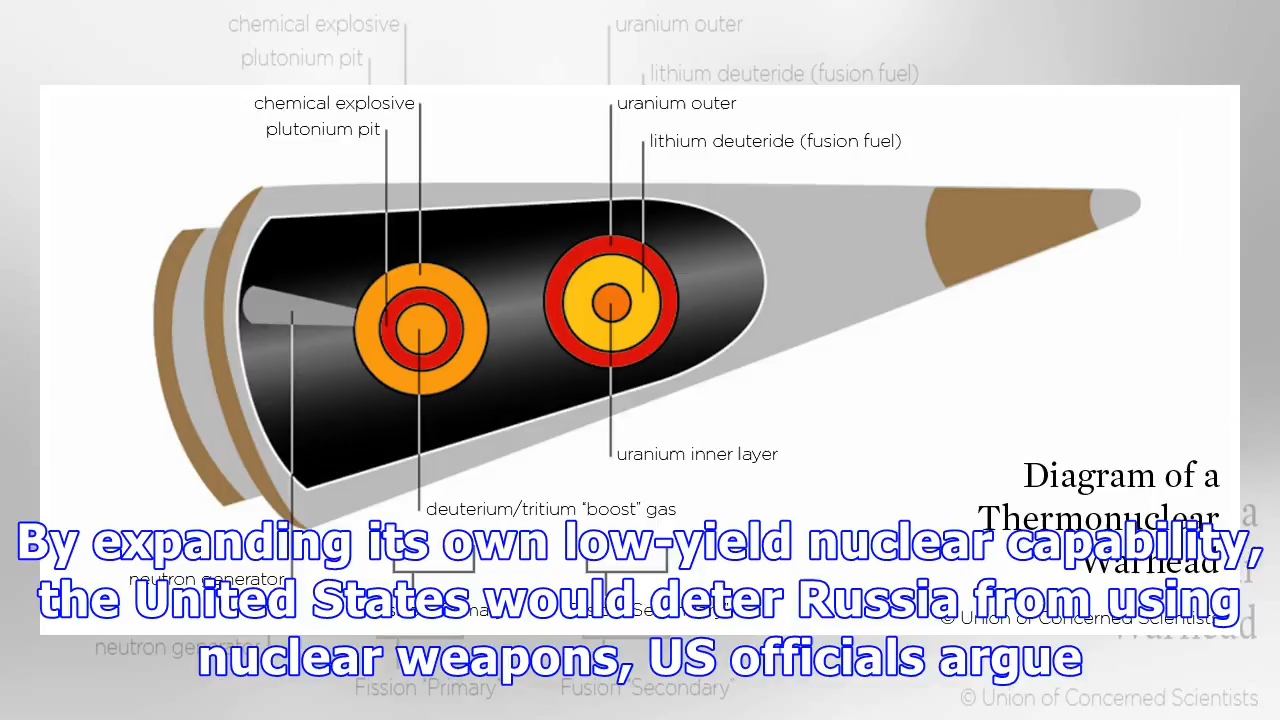 chemical explosive
uranium outer
plutonium pit
lithium deuteride (fusion fuel)
chemical explosive
uranium outer
plutonium pit
lithium deuteride (fusion fuel)
uranium inner layer
Diagram of a
Thermonuclear
Warhead
deuterium/tritium “boost” gas
neutron generator
© Union of Concerned Scientists
By expanding its own low-yield nuclear capability,
the United States would deter Russia from using
nuclear weapons, US officials argue
neutron generator
Warhead
Fission “Primary”
Fusion “Secondary”
© Union of Concerned Scientists